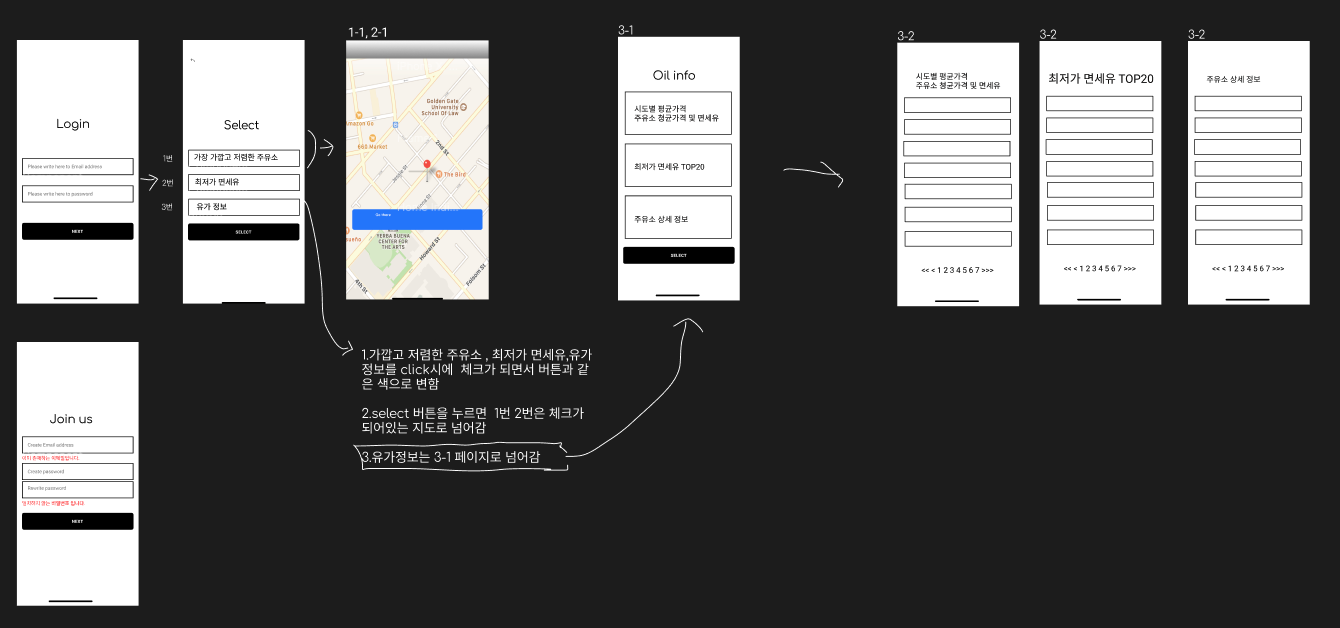 Login
Please write here to Email address
Please write here to password
NEXT
Select
1번
가장 가깝고 저렴한 주유소
2번
최저가 면세유
3번
유가 정보
SELECT
1-1, 2-1
Golden Gate
University
School Of Law
Amazon Go
660 Market
2nd St
Jessie St
The Bird
Go Here
YERBA BUENA
CENTER FOR
THE ARTS
Howard St
4th St
Folsom St
3-1
Oil info
시도별 평균가격
주유소 청균가격 및 면세유
최저가 면세유 TOP20
주유소 상세 정보
SELECT
3-2
시도별 평균가격
주유소 청균가격 및 면세유
<< < 1 2 3 4 5 6 7 >>>
3-2
최저가 면세유 TOP20
<< < 1 2 3 4 5 6 7 >>>
3-2
주유소 상세 정보
<< < 1 2 3 4 5 6 7 >>>
1.가깝고 저렴한 주유소 , 최저가 면세유,유가
정보를 click시에 체크가 되면서 버튼과 같
은 색으로 변함
2.select 버튼을 누르면 1번 2번은 체크가
되어있는 지도로 넘어감
3.유가정보는 3-1 페이지로 넘어감
Join us
Create Email address
이미 존재하는 이메일입니다.
Create password
Rewrite password
일치하지 않는 비밀번호 입니다.
NEXT